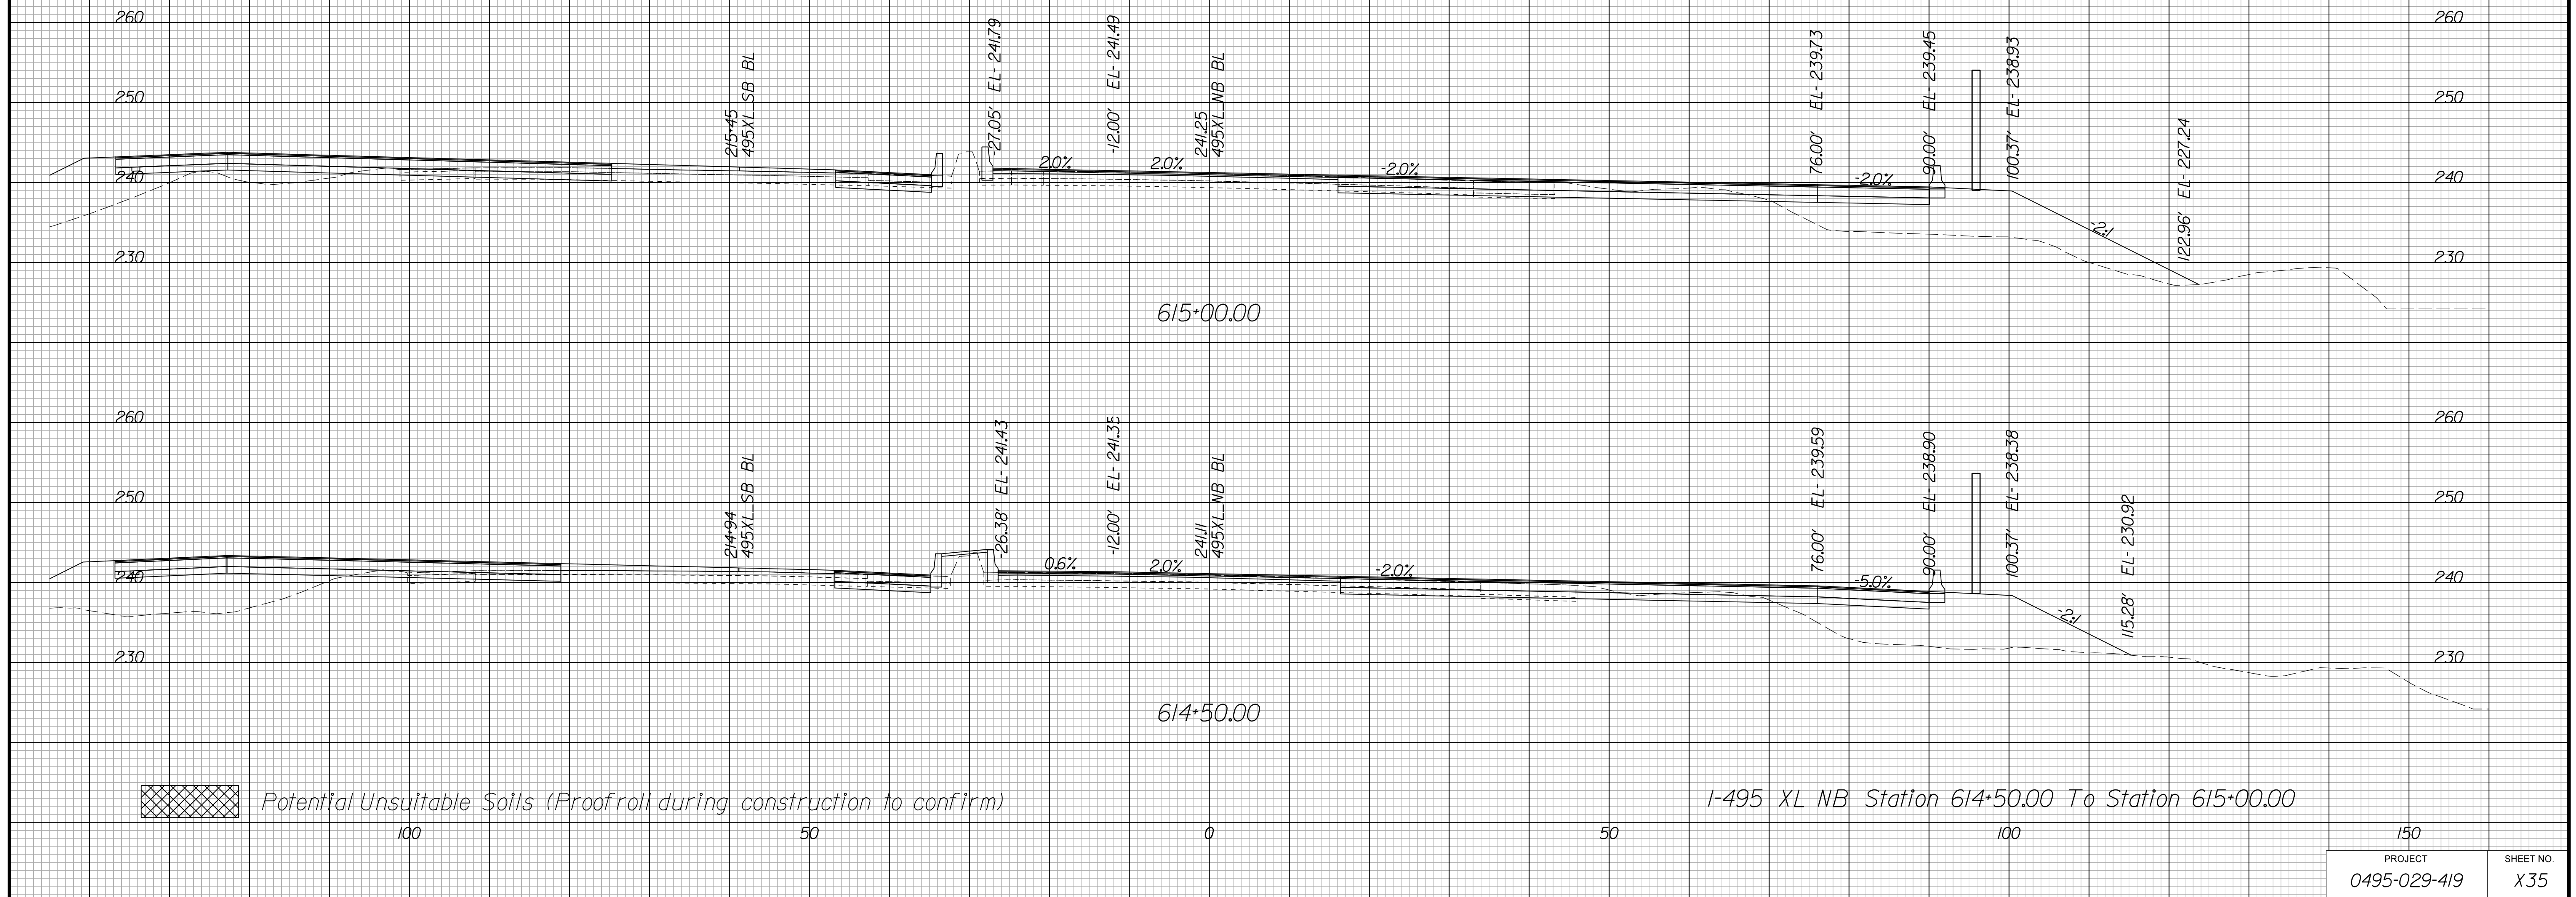 260 260
-27.05' EL- 241.79
-12.00' EL- 241.49
76.00' EL- 239.73
90.00' EL- 239.45
100.37' EL- 238.93
250 250
215+45
495XL_SB BL
241.25
495XL_NB BL
122.96' EL- 227.24
240 2.0% 2.0% -2.0% -2.0% 240
-2:1
230 230
615+00.00
260 260
-26.38' EL- 241.43
-12.00' EL- 241.35
76.00' EL- 239.59
90.00' EL- 238.90
100.37' EL- 238.38
250 250
214+94
495XL_SB BL
241.11
495XL_NB BL
115.28' EL- 230.92
240 0.6% 2.0% -2.0% -5.0% 240
-2:1
230 230
614+50.00
Potential Unsuitable Soils (Proofroll during construction to confirm)
I-495 XL NB Station 614+50.00 To Station 615+00.00
100 50 0 50 100 150
PROJECT SHEET NO.
0495-029-419 X35